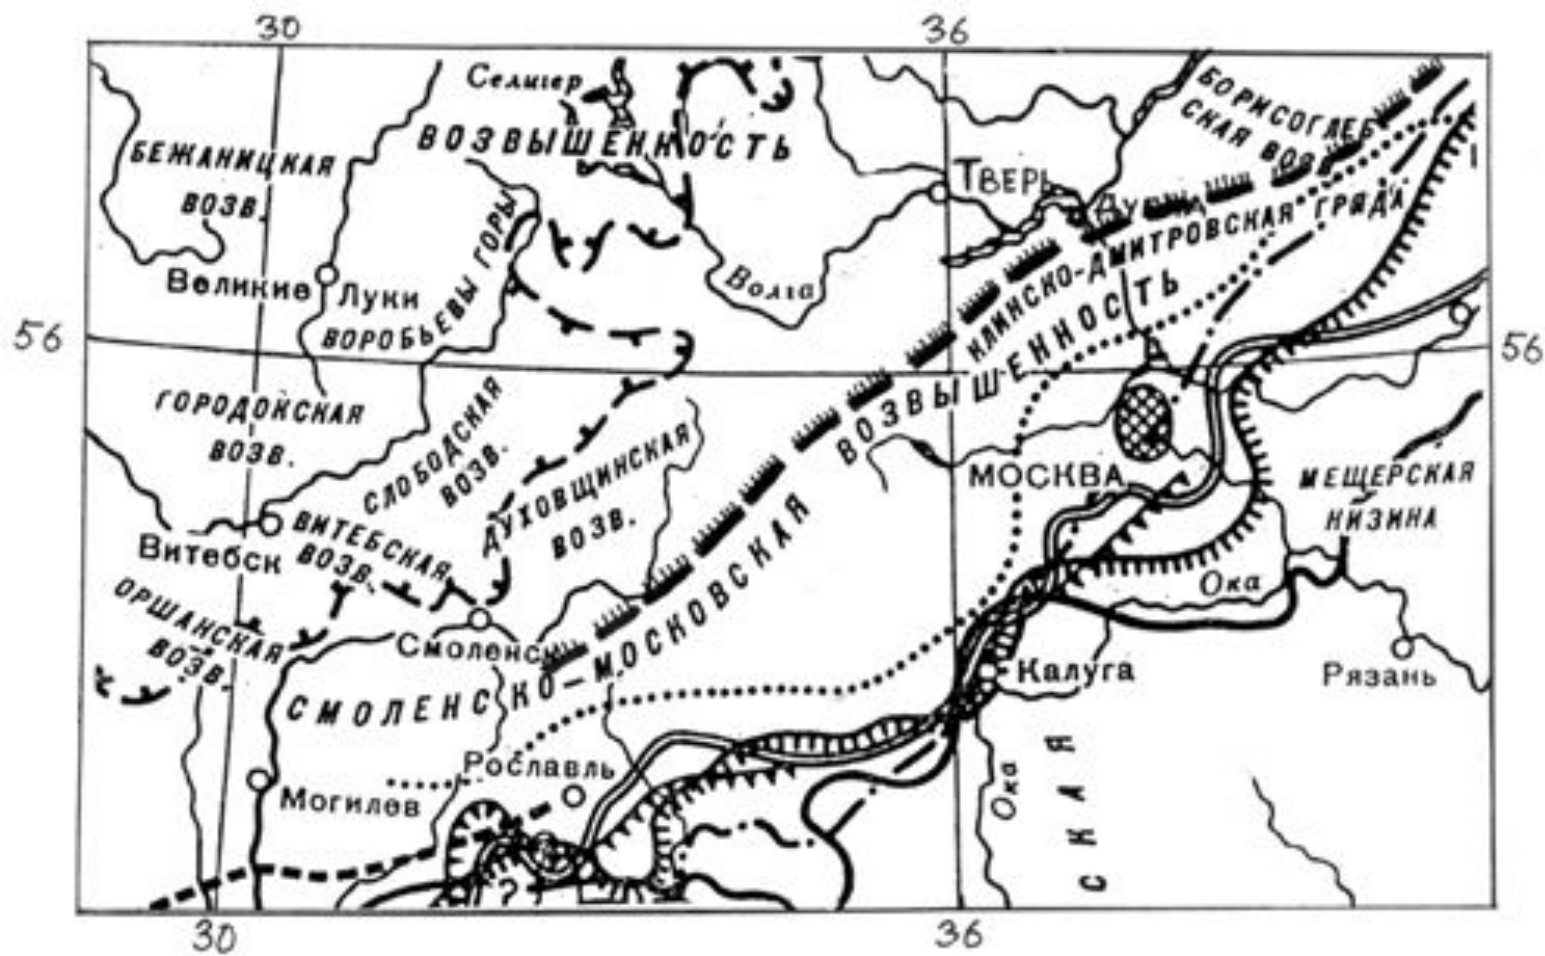 30
36
Селигер
ВОЗВЫШЕННОСТЬ
БОРИСОГЛЕБ
СКАЯ ВОЗВ.
БЕЖАНИЦКАЯ
ВОЗВ.
ТВЕРЬ
Великие Луки
ВОРОБЬЕВЫ ГОРЫ
Волга
КЛИНСКО-ДМИТРОВСКАЯ ГРЯДА
56
56
ГОРОДОКСКАЯ
ВОЗВ.
СЛОБОДСКАЯ
ВОЗВ.
ДУХОВЩИНСКАЯ
ВОЗВ.
СМОЛЕНСКО-МОСКОВСКАЯ
ВОЗВЫШЕННОСТЬ
МОСКВА
МЕЩЕРСКАЯ
НИЗИНА
Витебск
ВИТЕБСКАЯ
ВОЗВ.
ОРШАНСКАЯ
ВОЗВ.
Смоленск
Ока
Калуга
Рязань
Рославль
Могилев
Ока
СКАЯ
?
30
36